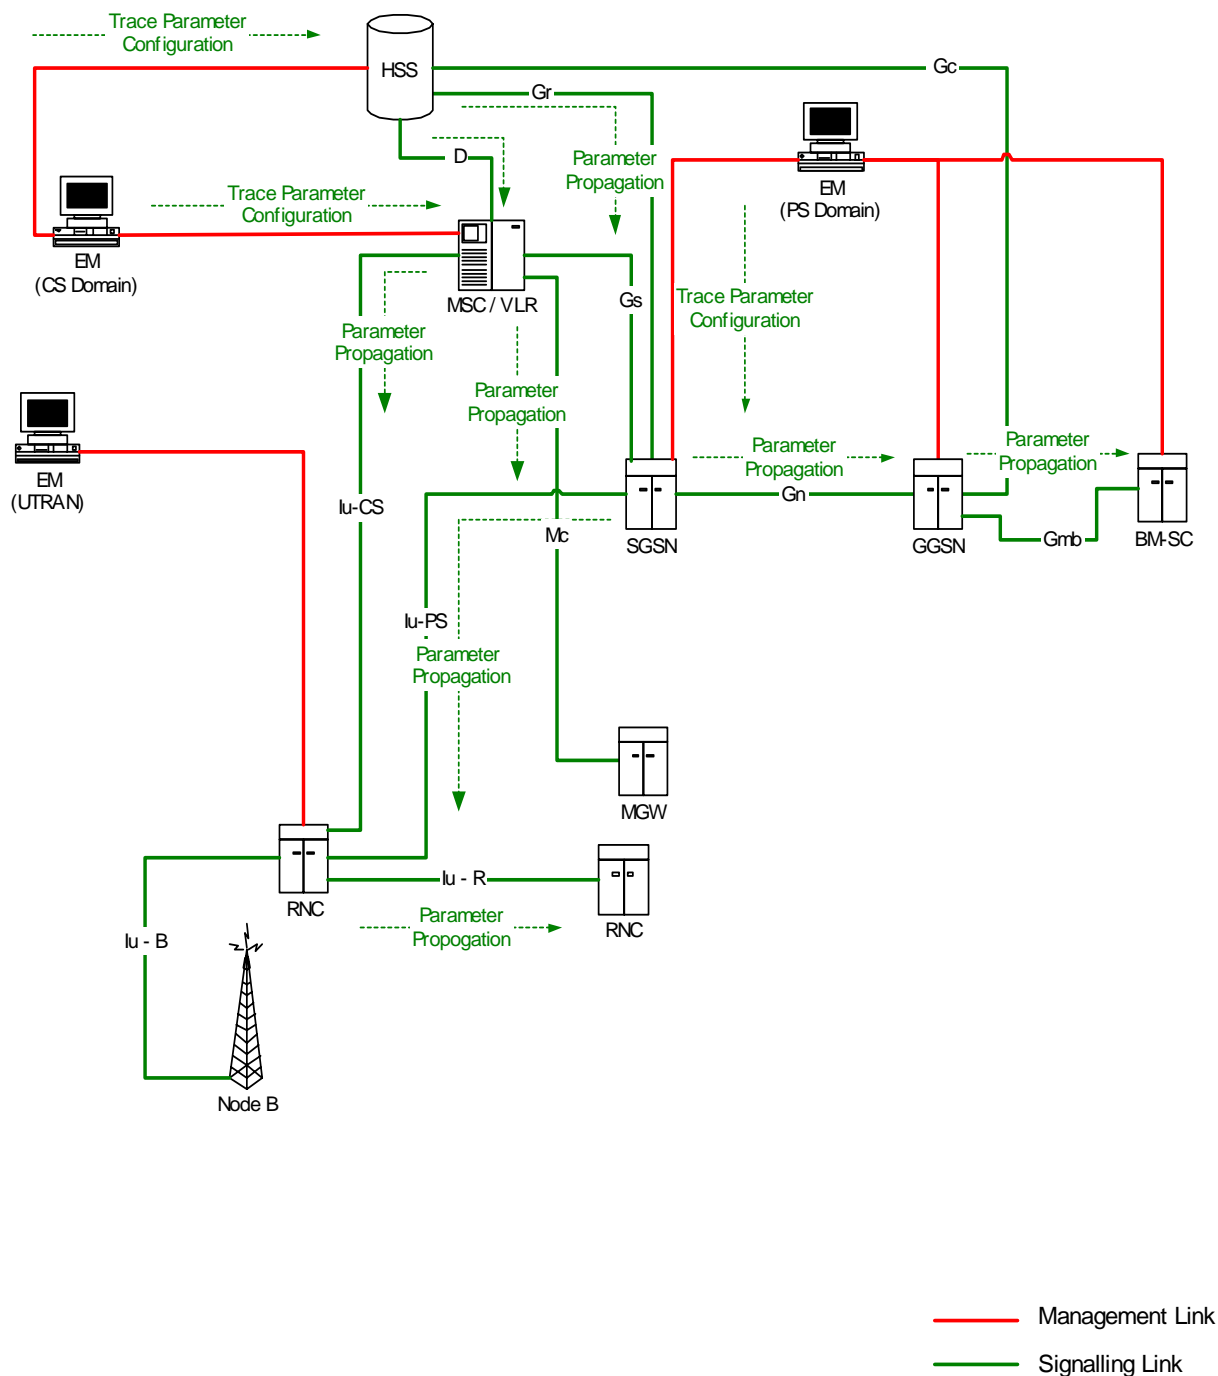 Trace Parameter
Configuration
HSS
Gc
Gr
D
Parameter
Propagation
EM
(PS Domain)
Trace Parameter
Configuration
EM
(CS Domain)
MSC / VLR
Gs
Trace Parameter
Configuration
Parameter
Propagation
Parameter
Propagation
Parameter
Propagation
Parameter
Propagation
EM
(UTRAN)
Iu-CS
Gn
Mc
SGSN
GGSN
Gmb
BM-SC
Iu-PS
Parameter
Propagation
MGW
Iu - R
RNC
Parameter
Propogation
RNC
Iu - B
Node B
Management Link
Signalling Link